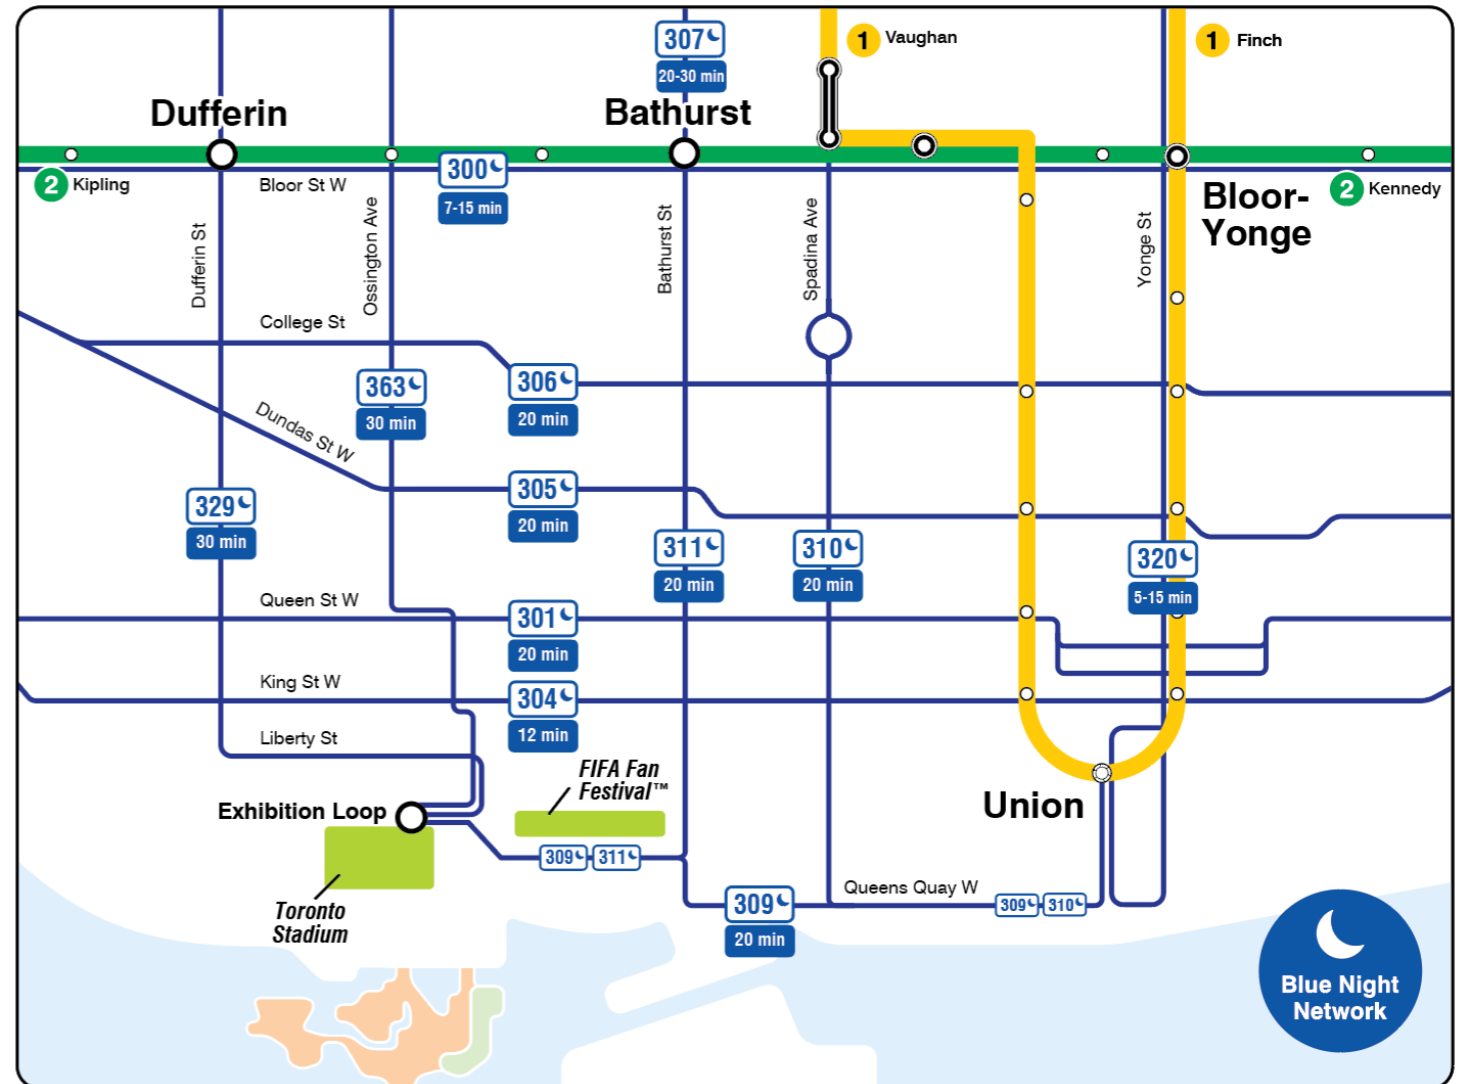 307
20-30 min
1 Vaughan
1 Finch
Dufferin
Bathurst
2 Kipling
Bloor St W
300
7-15 min
Bloor-
Yonge
2 Kennedy
Dufferin St
Ossington Ave
Bathurst St
Spadina Ave
Yonge St
College St
363
30 min
306
20 min
Dundas St W
329
30 min
305
20 min
311
20 min
310
20 min
320
5-15 min
Queen St W
301
20 min
King St W
304
12 min
Liberty St
FIFA Fan
Festival™
Exhibition Loop
Union
309 311
Toronto
Stadium
309
20 min
Queens Quay W
309 310
Blue Night
Network